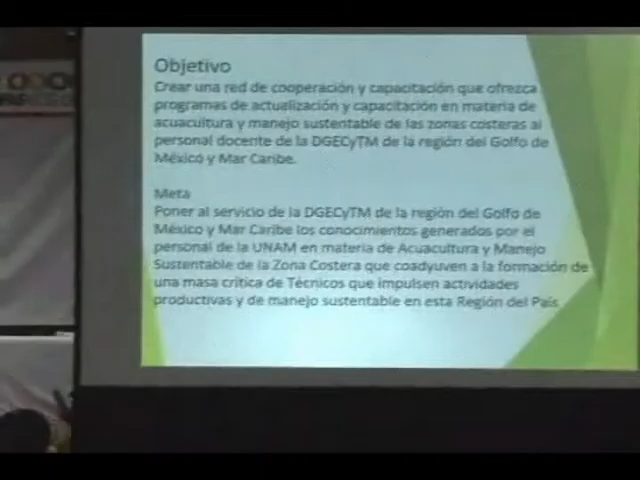 Objetivo
Crear una red de cooperación y capacitación que ofrezca
programas de actualización y capacitación en materia de
acuacultura y manejo sustentable de las zonas costeras al
personal docente de la DGECyTM de la región del Golfo de
México y Mar Caribe.
Meta
Poner al servicio de la DGECyTM de la región del Golfo de
México y Mar Caribe los conocimientos generados por el
personal de la UNAM en materia de Acuacultura y Manejo
Sustentable de la Zona Costera que coadyuven a la formación de
una masa crítica de Técnicos que impulsen actividades
productivas y de manejo sustentable en esta Región del País.